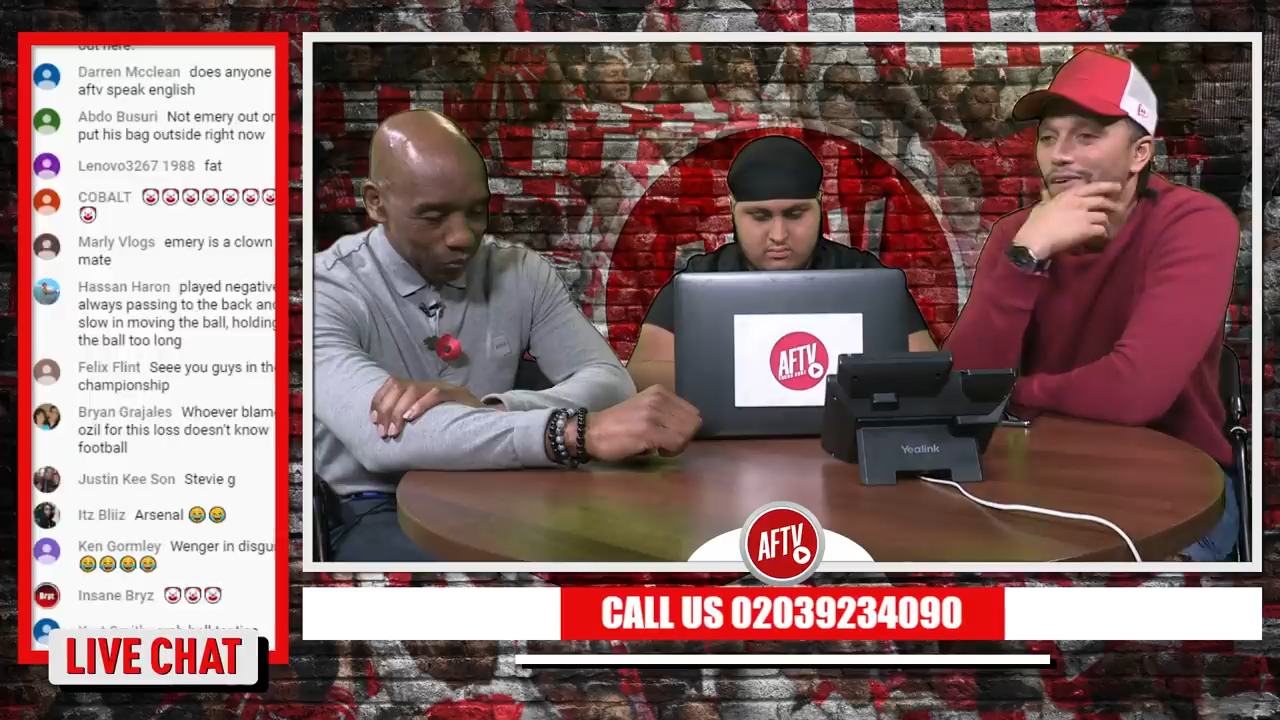 out here.
Darren Mcclean does anyone
aftv speak english
Abdo Busuri Not emery out or
put his bag outside right now
Lenovo3267 1988 fat
COBALT 🤡🤡🤡🤡🤡🤡🤡
🤡
Marly Vlogs emery is a clown
mate
Hassan Haron played negative
always passing to the back and
slow in moving the ball, holding
the ball too long
Felix Flint Seee you guys in the
championship
Bryan Grajales Whoever blam
ozil for this loss doesn't know
football
Justin Kee Son Stevie g
Itz Bliiz Arsenal 😂😂
Ken Gormley Wenger in disgu
😂😂😂😂
Insane Bryz 🤡🤡🤡
LIVE CHAT
AFTV
Yealink
AFTV
CALL US 02039234090